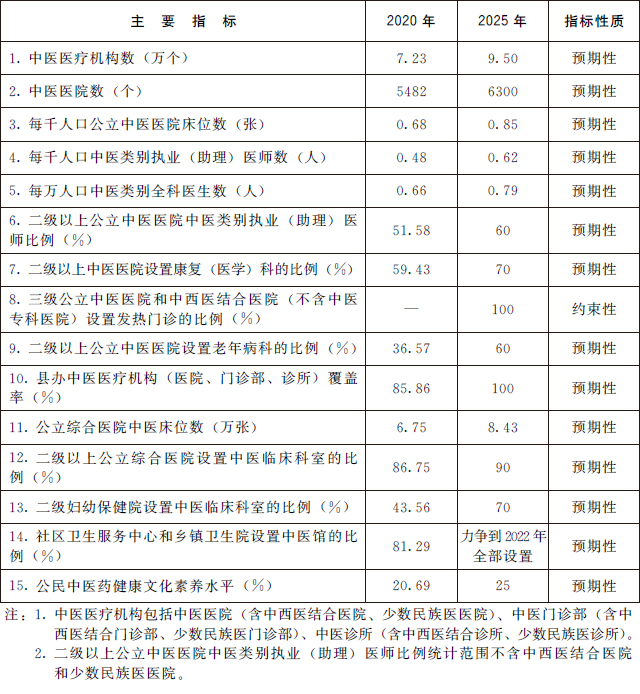 主 要 指 标 2020 年 2025 年 指标性质
1. 中医医疗机构数（万个） 7.23 9.50 预期性
2. 中医医院数（个） 5482 6300 预期性
3. 每千人口公立中医医院床位数（张） 0.68 0.85 预期性
4. 每千人口中医类别执业（助理）医师数（人） 0.48 0.62 预期性
5. 每万人口中医类别全科医生数（人） 0.66 0.79 预期性
6. 二级以上公立中医医院中医类别执业（助理）医
师比例（%） 51.58 60 预期性
7. 二级以上中医医院设置康复（医学）科的比例（%） 59.43 70 预期性
8. 三级公立中医医院和中西医结合医院（不含中医
专科医院）设置发热门诊的比例（%） — 100 约束性
9. 二级以上公立中医医院设置老年病科的比例（%） 36.57 60 预期性
10. 县办中医医疗机构（医院、门诊部、诊所）覆盖
率（%） 85.86 100 预期性
11. 公立综合医院中医床位数（万张） 6.75 8.43 预期性
12. 二级以上公立综合医院设置中医临床科室的比
例（%） 86.75 90 预期性
13. 二级妇幼保健院设置中医临床科室的比例（%） 43.56 70 预期性
14. 社区卫生服务中心和乡镇卫生院设置中医馆的比
例（%） 81.29 力争到 2022 年
全部设置 预期性
15. 公民中医药健康文化素养水平（%） 20.69 25 预期性
注：1. 中医医疗机构包括中医医院（含中西医结合医院、少数民族医医院）、中医门诊部（含中
西医结合门诊部、少数民族医门诊部）、中医诊所（含中西医结合诊所、少数民族医诊所）。
2. 二级以上公立中医医院中医类别执业（助理）医师比例统计范围不含中西医结合医院
和少数民族医医院。